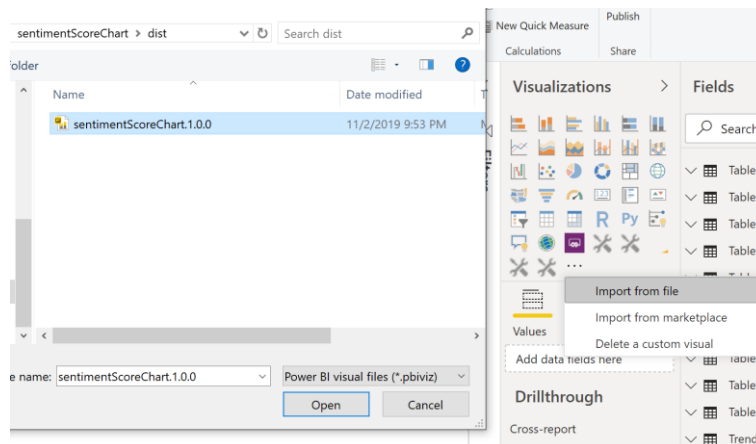 sentimentScoreChart > dist
Search dist
older
Name
Date modified
sentimentScoreChart.1.0.0
11/2/2019 9:53 PM
e name:
sentimentScoreChart.1.0.0
Power BI visual files (*.pbiviz)
Open
Cancel
New Quick Measure
Publish
Calculations
Share
Visualizations
Fields
Search
R
Py
123
Import from file
Import from marketplace
Delete a custom visual
Values
Add data fields here
Drillthrough
Cross-report
Table
Table
Table
Table
Table
Table
Table
Trend